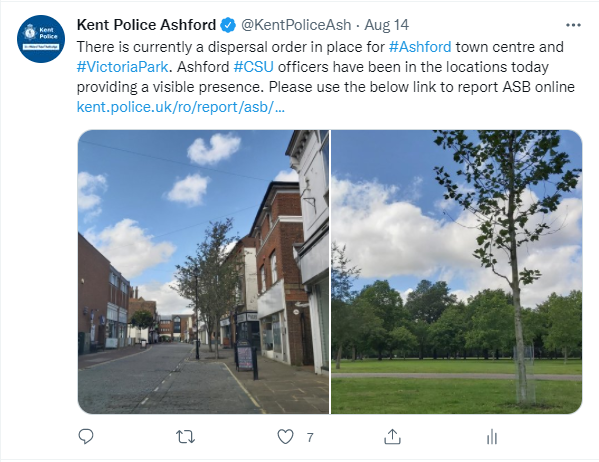 Kent Police Ashford @KentPoliceAsh · Aug 14
Kent
Police
There is currently a dispersal order in place for #Ashford town centre and
#VictoriaPark. Ashford #CSU officers have been in the locations today
providing a visible presence. Please use the below link to report ASB online
kent.police.uk/ro/report/asb/...
7